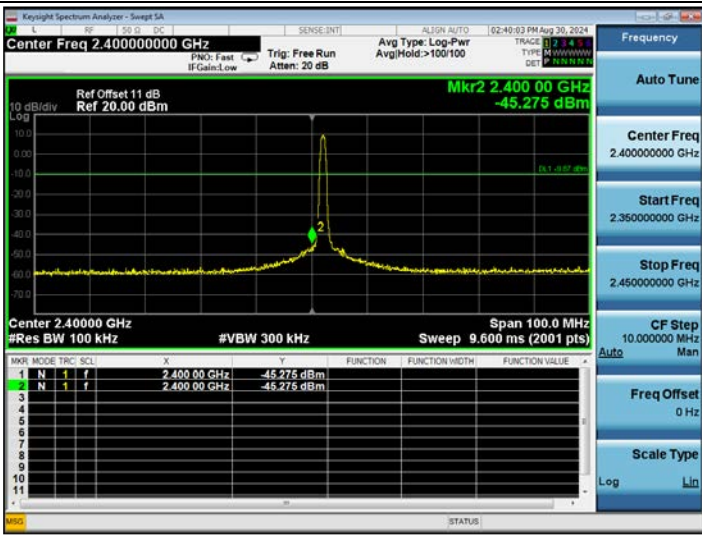 Keysight Spectrum Analyzer - Swept SA
L RF 50 Ω DC SENSE:INT ALIGN AUTO 02:40:03 PM Aug 30, 2024
Center Freq 2.400000000 GHz
PNO: Fast
IFGain:Low
Trig: Free Run
Atten: 20 dB
Avg Type: Log-Pwr
Avg|Hold:>100/100
TRACE 1 2 3 4 5 6
TYPE M WWWWW
DET P NNNNN
Frequency
Auto Tune
Center Freq
2.400000000 GHz
Start Freq
2.350000000 GHz
Stop Freq
2.450000000 GHz
CF Step
10.000000 MHz
Auto Man
Freq Offset
0 Hz
Scale Type
Log Lin
Mkr2 2.400 00 GHz
-45.275 dBm
Ref Offset 11 dB
10 dB/div Ref 20.00 dBm
Log
10.0
0.00
-10.0
DL1 -9.67 dBm
-20.0
-30.0
-40.0
2
-50.0
-60.0
-70.0
Center 2.40000 GHz Span 100.0 MHz
#Res BW 100 kHz #VBW 300 kHz Sweep 9.600 ms (2001 pts)
MKR MODE TRC SCL X Y FUNCTION FUNCTION WIDTH FUNCTION VALUE
1 N 1 f 2.400 00 GHz -45.275 dBm
2 N 1 f 2.400 00 GHz -45.275 dBm
3
4
5
6
7
8
9
10
11
MSG STATUS